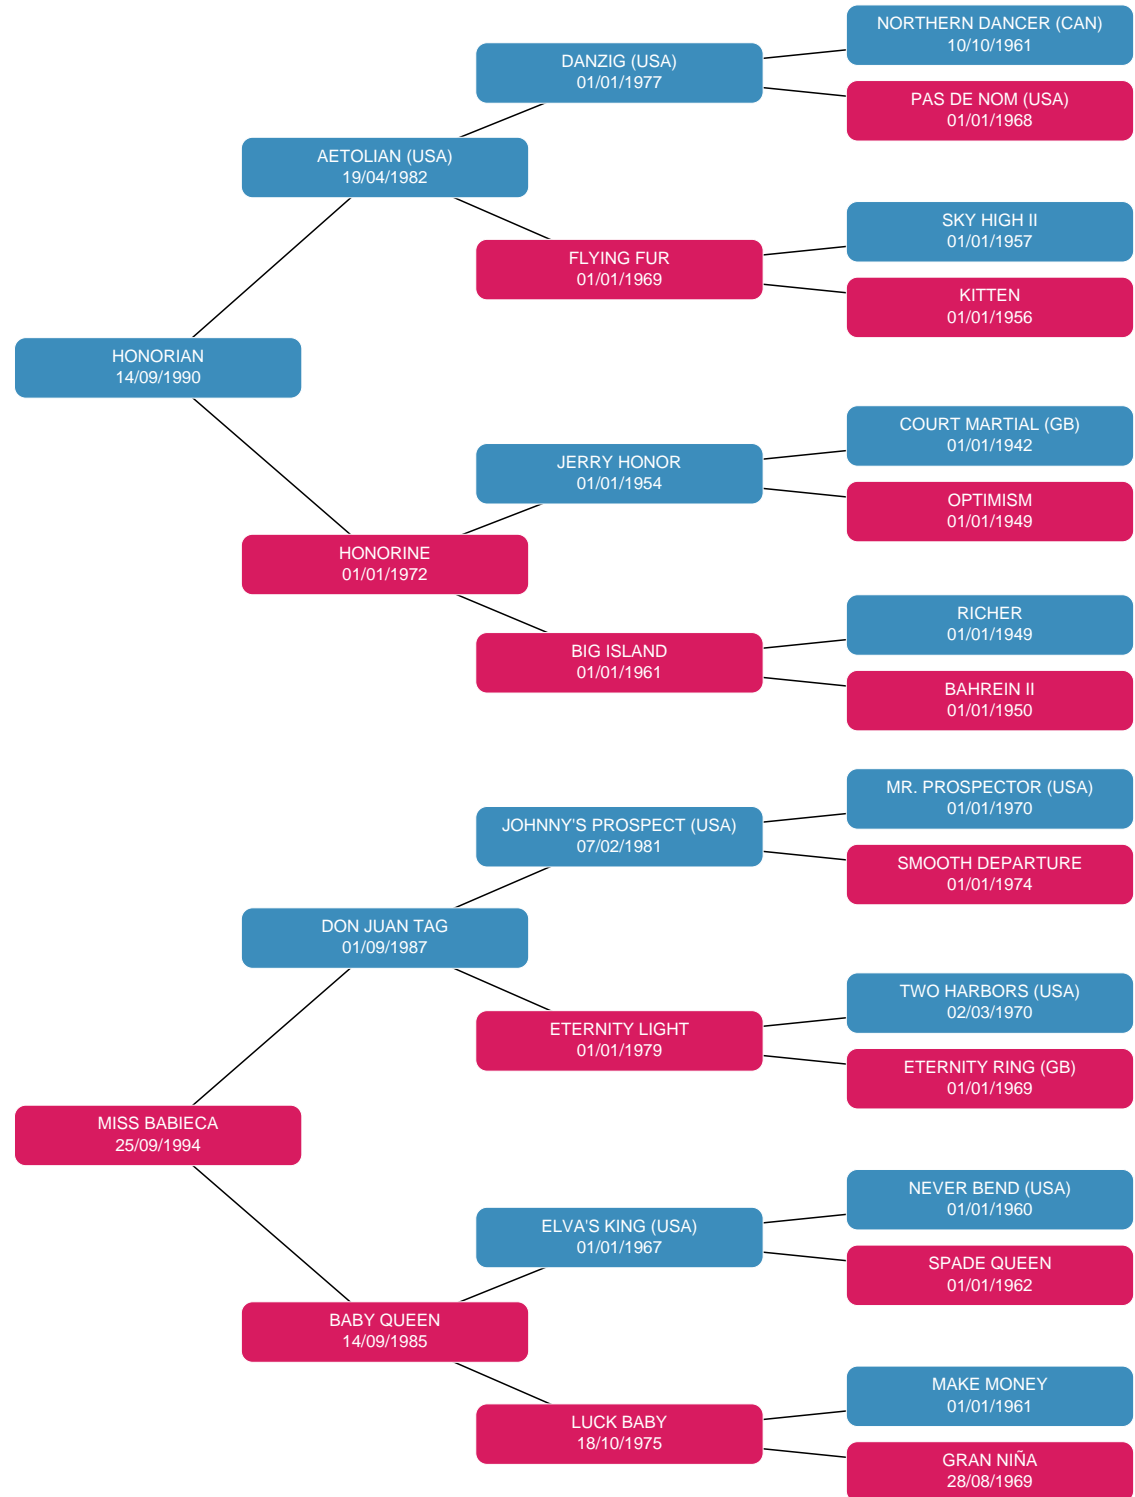 NORTHERN DANCER (CAN)
10/10/1961
DANZIG (USA)
01/01/1977
PAS DE NOM (USA)
01/01/1968
AETOLIAN (USA)
19/04/1982
SKY HIGH II
01/01/1957
FLYING FUR
01/01/1969
KITTEN
01/01/1956
HONORIAN
14/09/1990
COURT MARTIAL (GB)
01/01/1942
JERRY HONOR
01/01/1954
OPTIMISM
01/01/1949
HONORINE
01/01/1972
RICHER
01/01/1949
BIG ISLAND
01/01/1961
BAHREIN II
01/01/1950
MR. PROSPECTOR (USA)
01/01/1970
JOHNNY'S PROSPECT (USA)
07/02/1981
SMOOTH DEPARTURE
01/01/1974
DON JUAN TAG
01/09/1987
TWO HARBORS (USA)
02/03/1970
ETERNITY LIGHT
01/01/1979
ETERNITY RING (GB)
01/01/1969
MISS BABIECA
25/09/1994
NEVER BEND (USA)
01/01/1960
ELVA'S KING (USA)
01/01/1967
SPADE QUEEN
01/01/1962
BABY QUEEN
14/09/1985
MAKE MONEY
01/01/1961
LUCK BABY
18/10/1975
GRAN NIÑA
28/08/1969